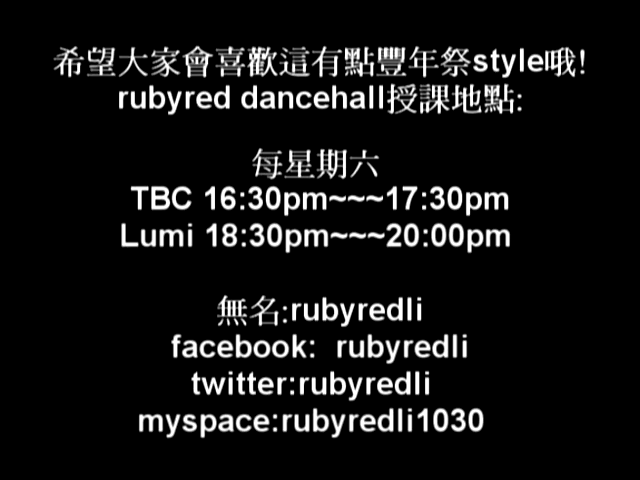 希望大家會喜歡這有點豐年祭style哦!
rubyred dancehall授課地點:
每星期六
TBC 16:30pm~~~17:30pm
Lumi 18:30pm~~~20:00pm
無名:rubyredli
facebook:  rubyredli
twitter:rubyredli
myspace:rubyredli1030